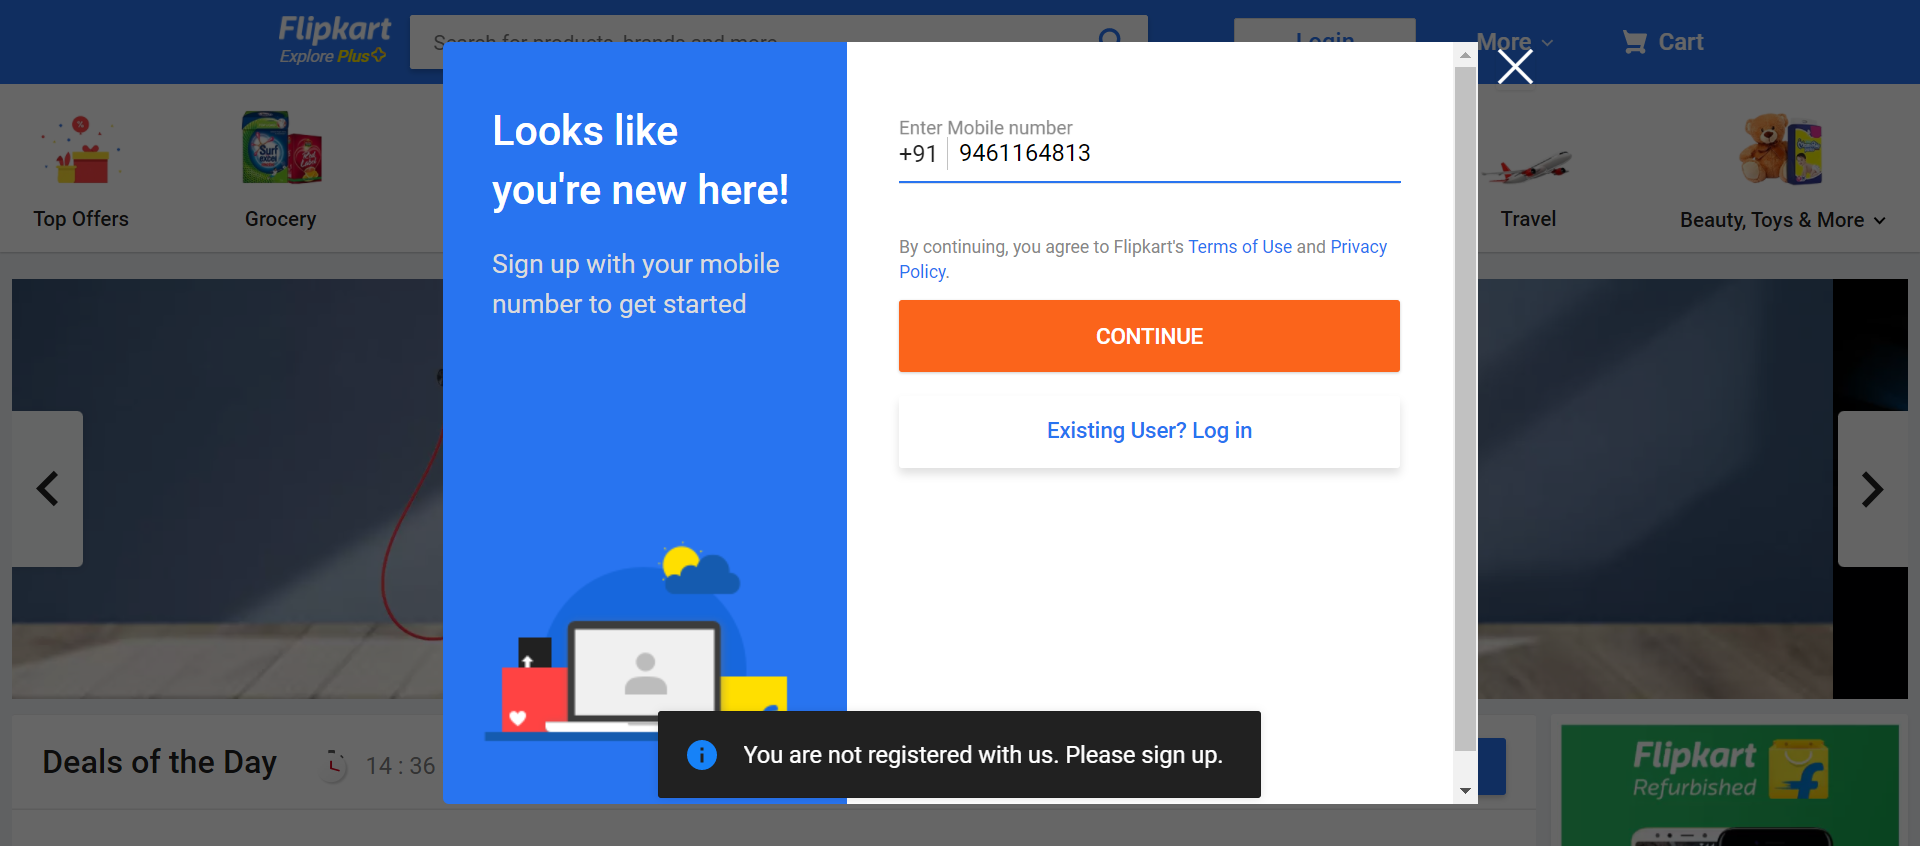 Flipkart
Explore Plus
Search for products, brands and more
Login
More
Cart
Top Offers
Grocery
Travel
Beauty, Toys & More
Looks like
you're new here!
Sign up with your mobile
number to get started
Enter Mobile number
+91 9461164813
By continuing, you agree to Flipkart's Terms of Use and Privacy
Policy.
CONTINUE
Existing User? Log in
You are not registered with us. Please sign up.
Deals of the Day
14 : 36
Flipkart
Refurbished